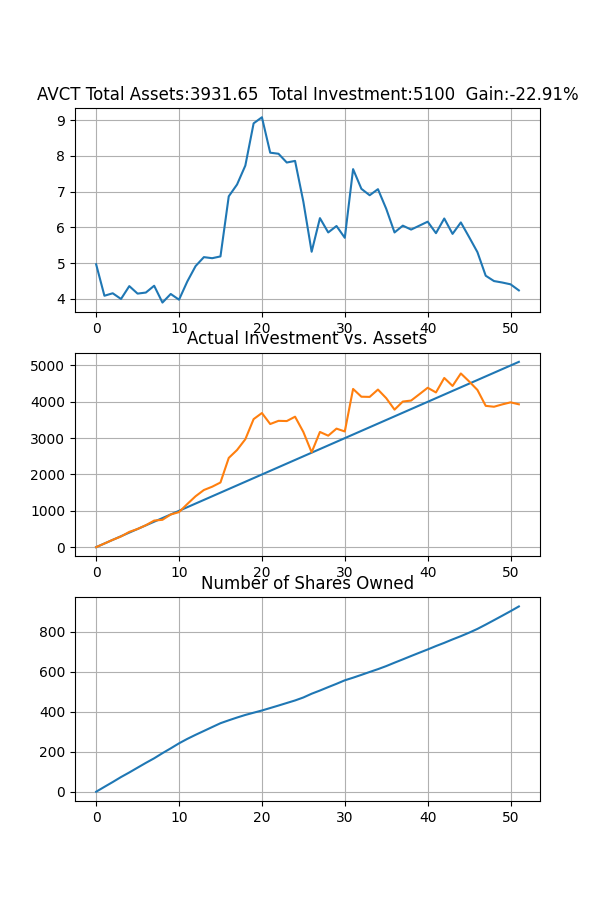 AVCT Total Assets:3931.65  Total Investment:5100  Gain:-22.91%
9
8
7
6
5
4
0 10 20 30 40 50
Actual Investment vs. Assets
5000
4000
3000
2000
1000
0
0 10 20 30 40 50
Number of Shares Owned
800
600
400
200
0
0 10 20 30 40 50